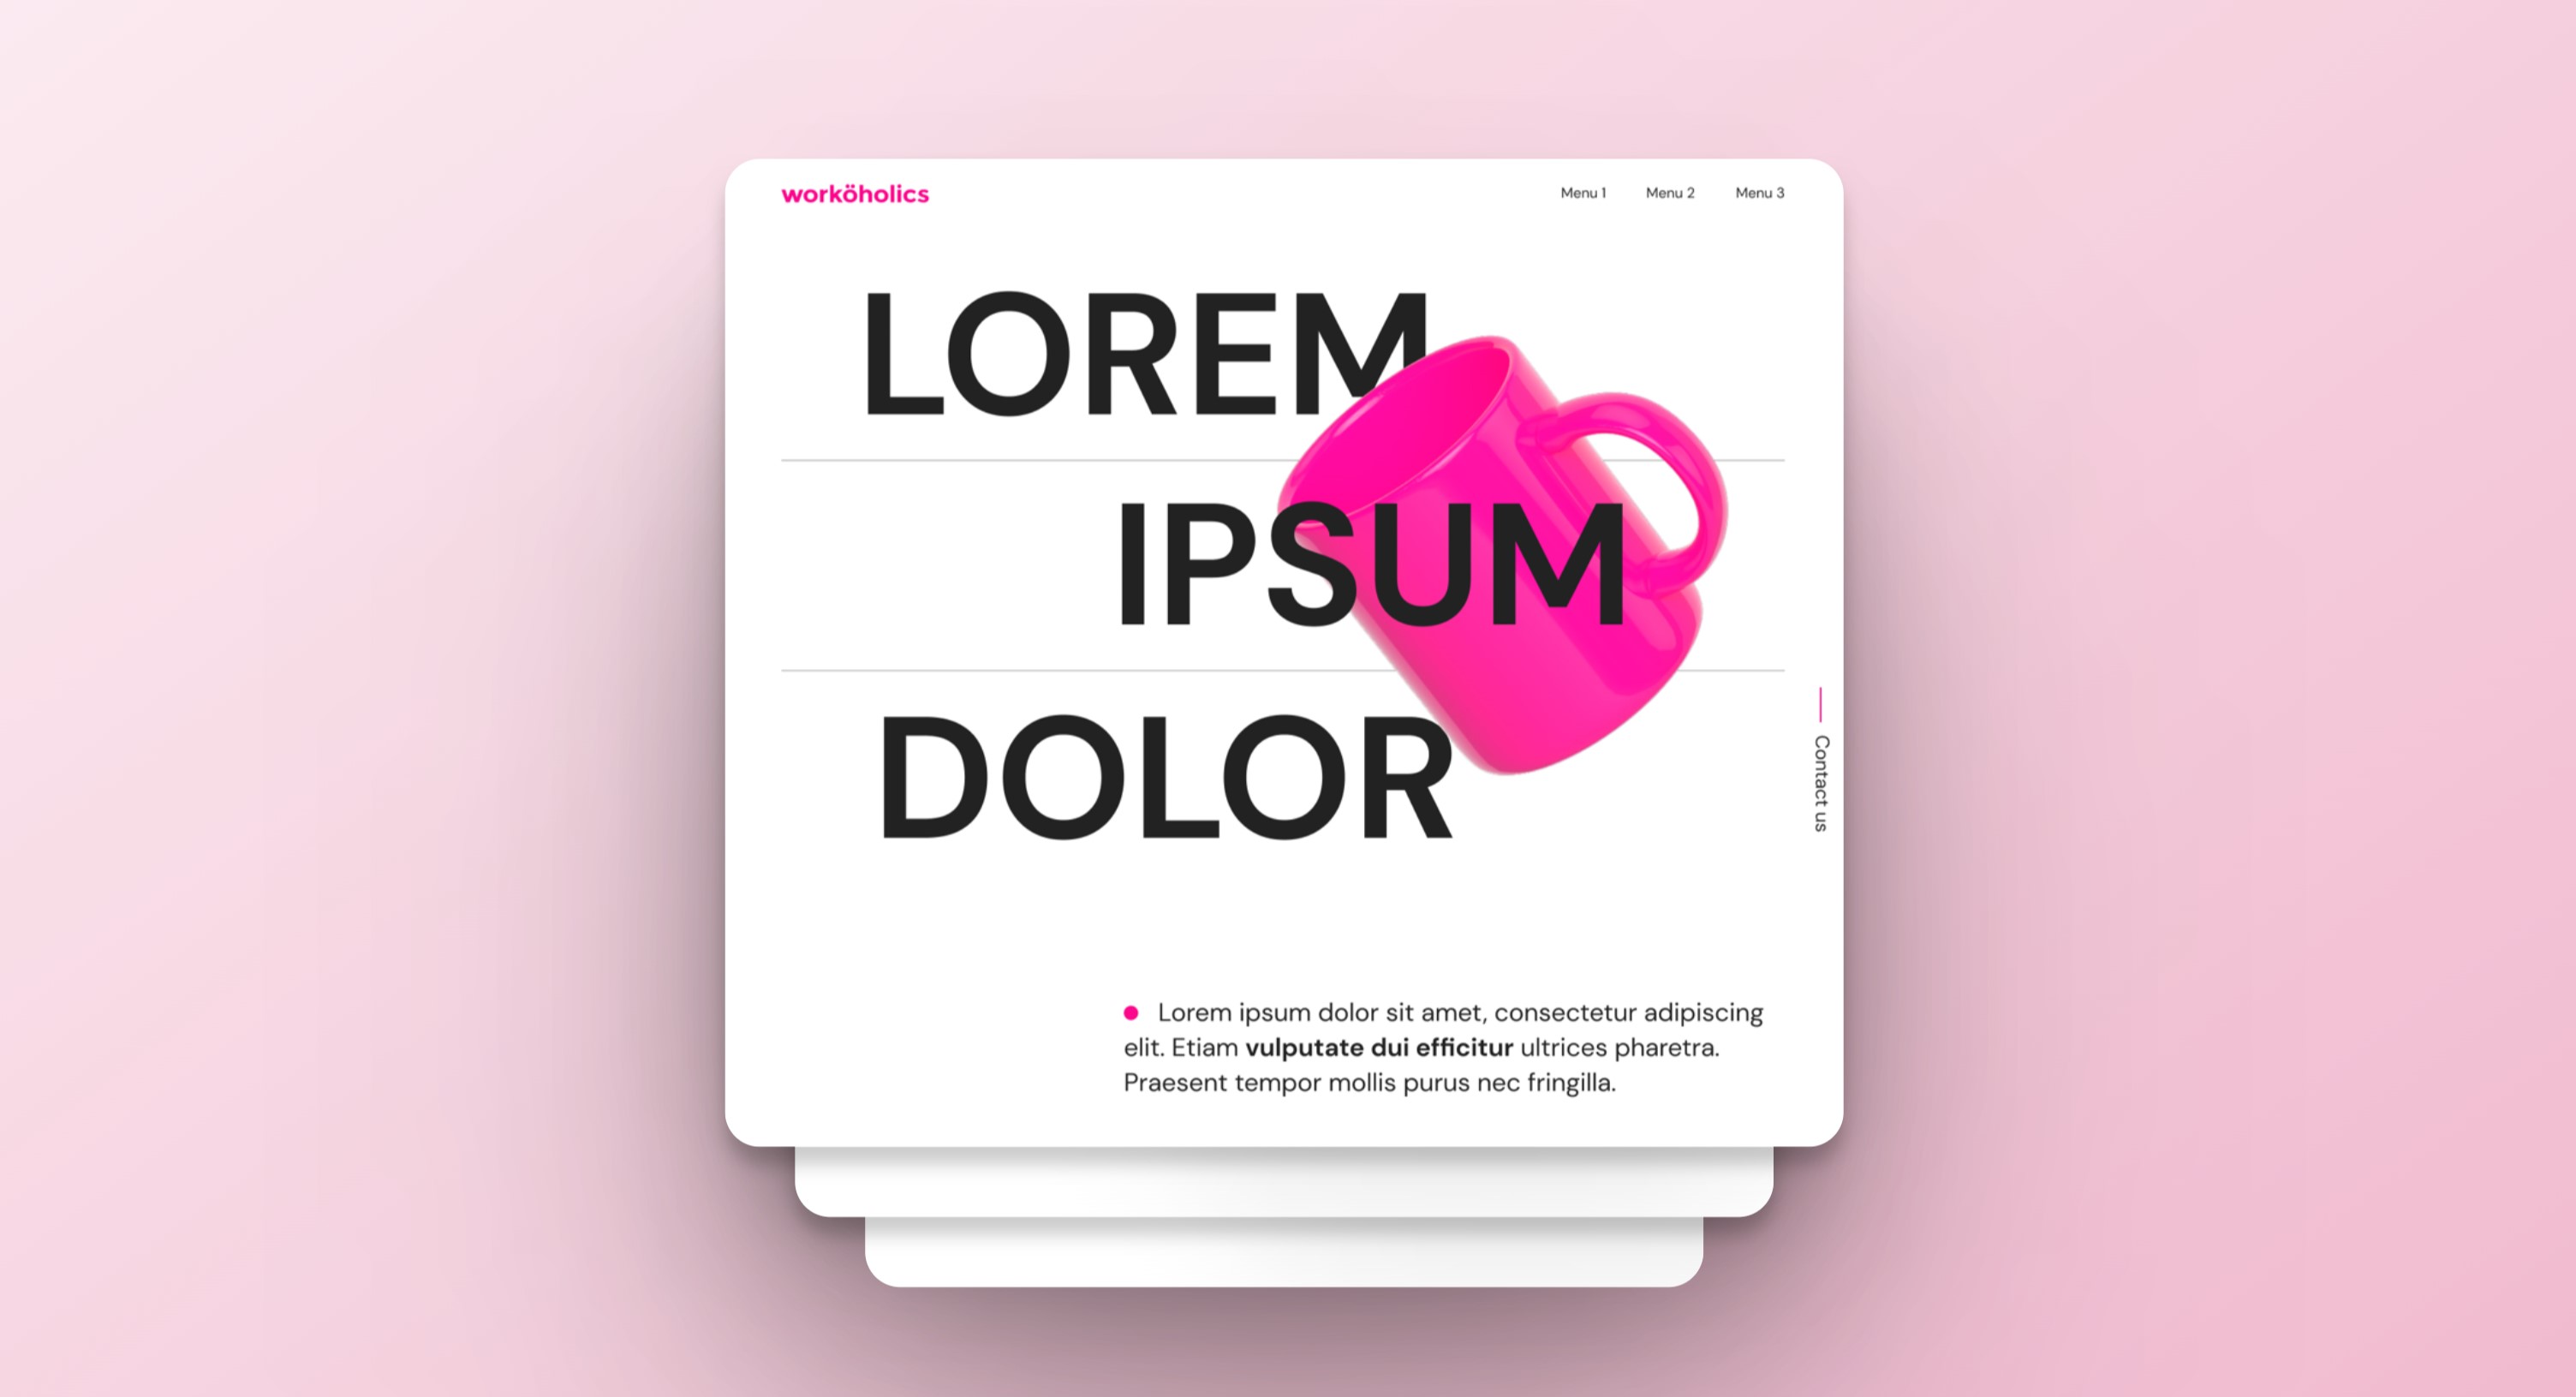 worköholics
Menu 1 Menu 2 Menu 3
LOREM
IPSUM
DOLOR
Contact us
Lorem ipsum dolor sit amet, consectetur adipiscing
elit. Etiam vulputate dui efficitur ultrices pharetra.
Praesent tempor mollis purus nec fringilla.